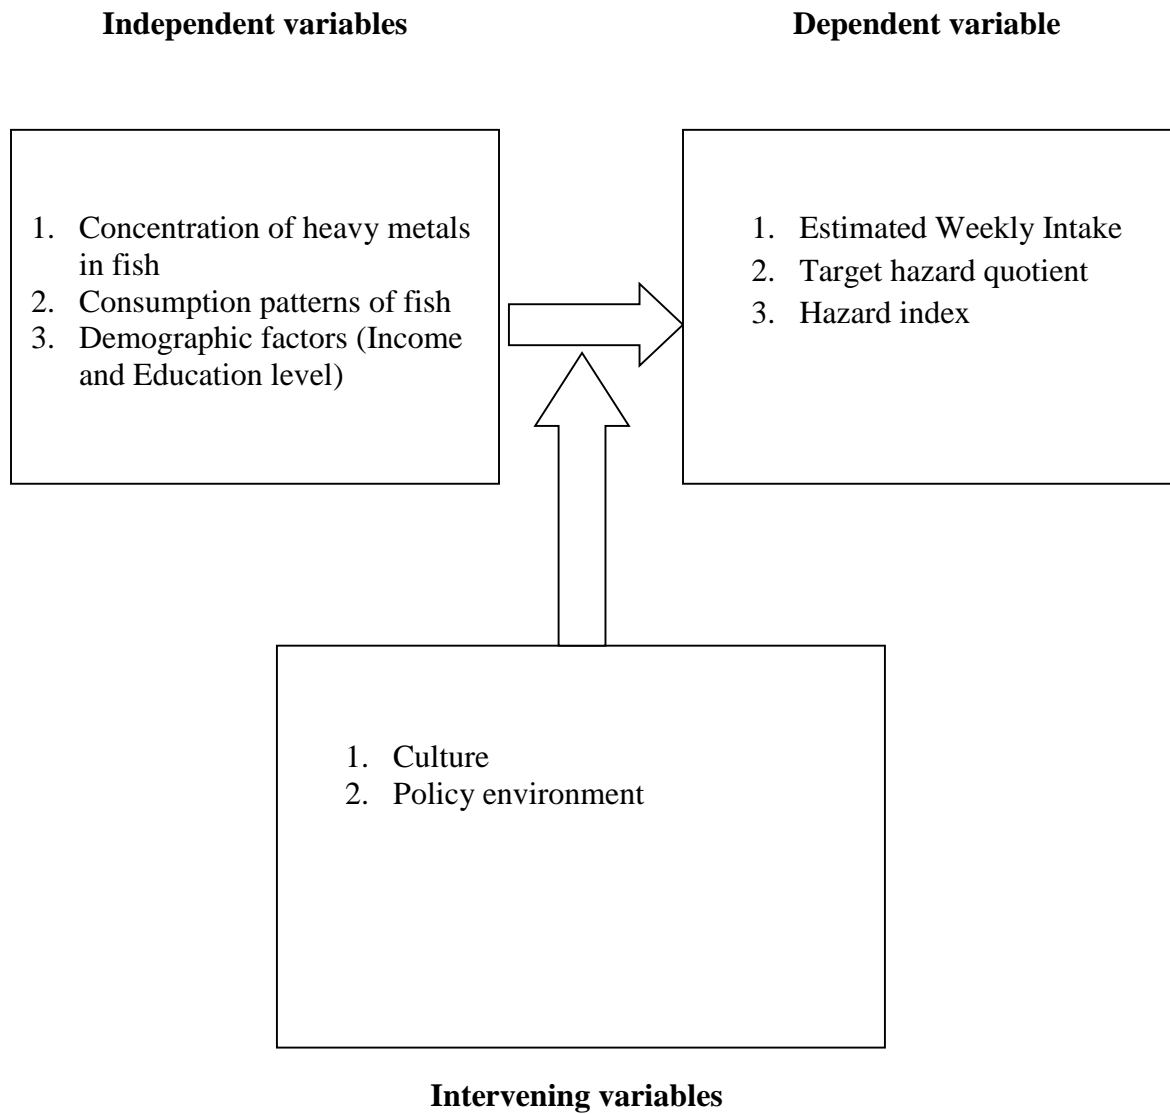 Independent variables
Dependent variable
1. Concentration of heavy metals
in fish
2. Consumption patterns of fish
3. Demographic factors (Income
and Education level)
1. Estimated Weekly Intake
2. Target hazard quotient
3. Hazard index
1. Culture
2. Policy environment
Intervening variables